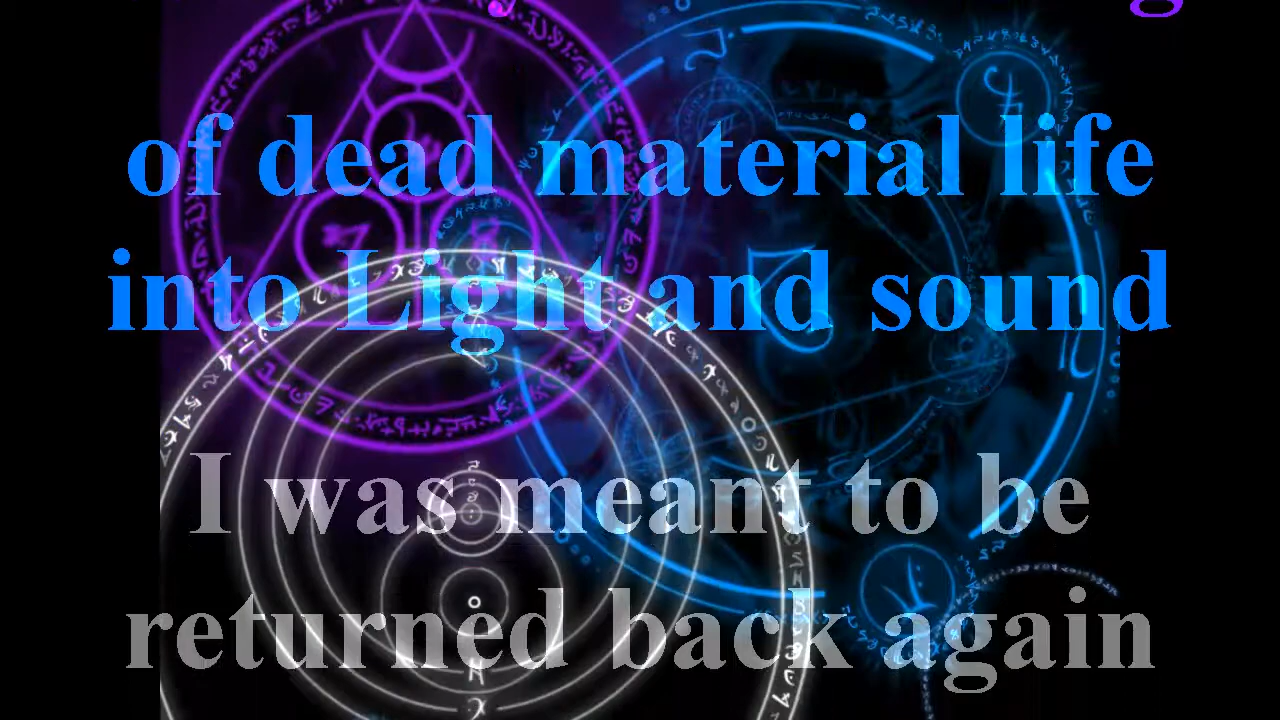 of dead material life
into Light and sound
I was meant to be
returned back again